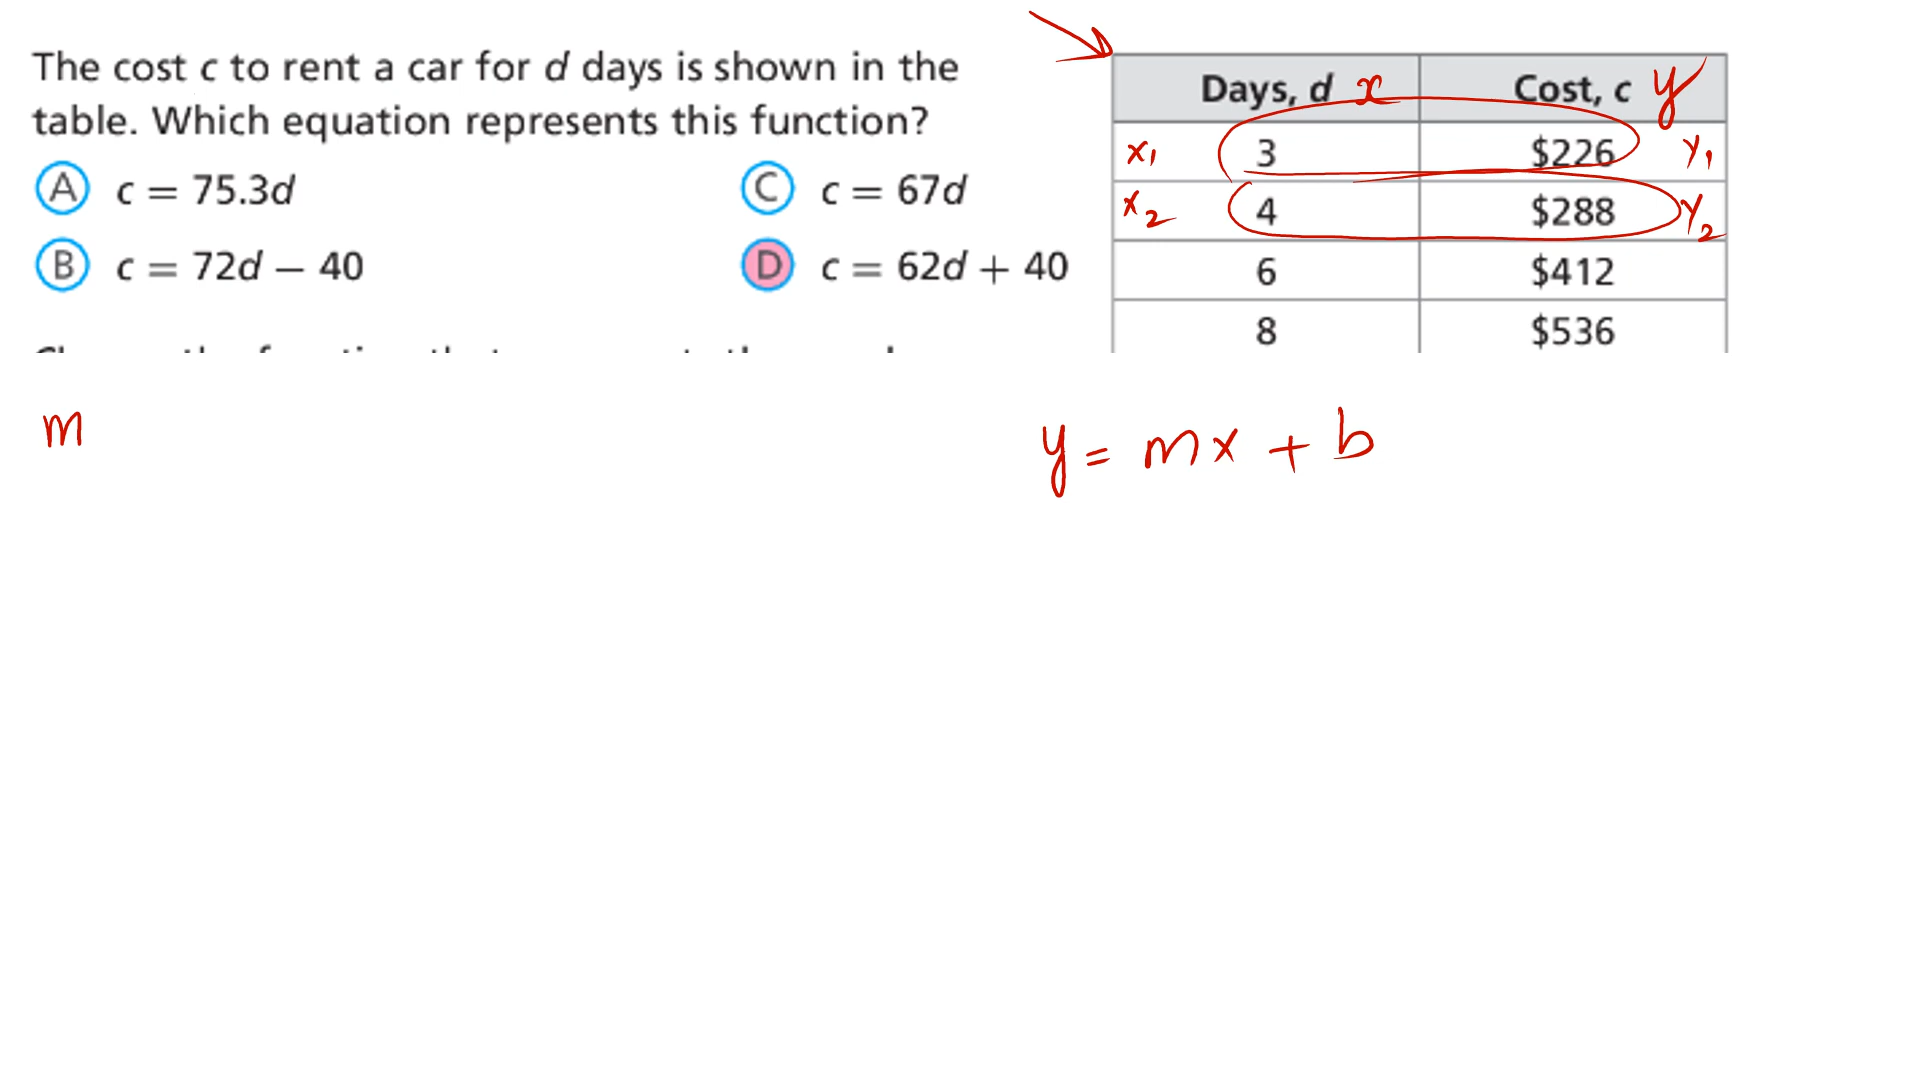 The cost c to rent a car for d days is shown in the
table. Which equation represents this function?
A c = 75.3d
C c = 67d
B c = 72d – 40
D c = 62d + 40
Days, d x Cost, c y
x₁ 3 $226 y₁
x₂ 4 $288 y₂
6 $412
8 $536
m
y = mx + b